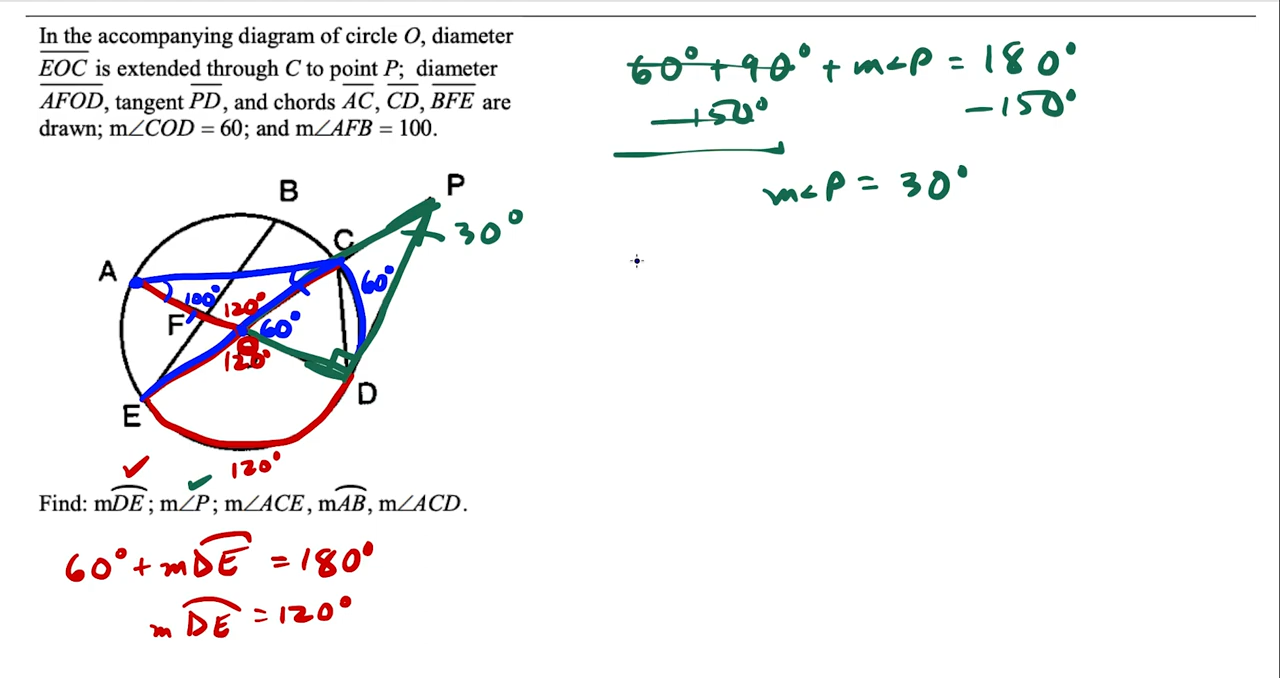 In the accompanying diagram of circle O, diameter
EOC is extended through C to point P; diameter
AFOD, tangent PD, and chords AC, CD, BFE are
drawn; m∠COD = 60; and m∠AFB = 100.
60° + 90° + m∠P = 180°
-150° -150°
m∠P = 30°
B
P
30°
C
A
60°
100°
120°
F
60°
O
120°
D
E
120°
Find: mDE; m∠P; m∠ACE, mAB, m∠ACD.
60° + mDE = 180°
mDE = 120°